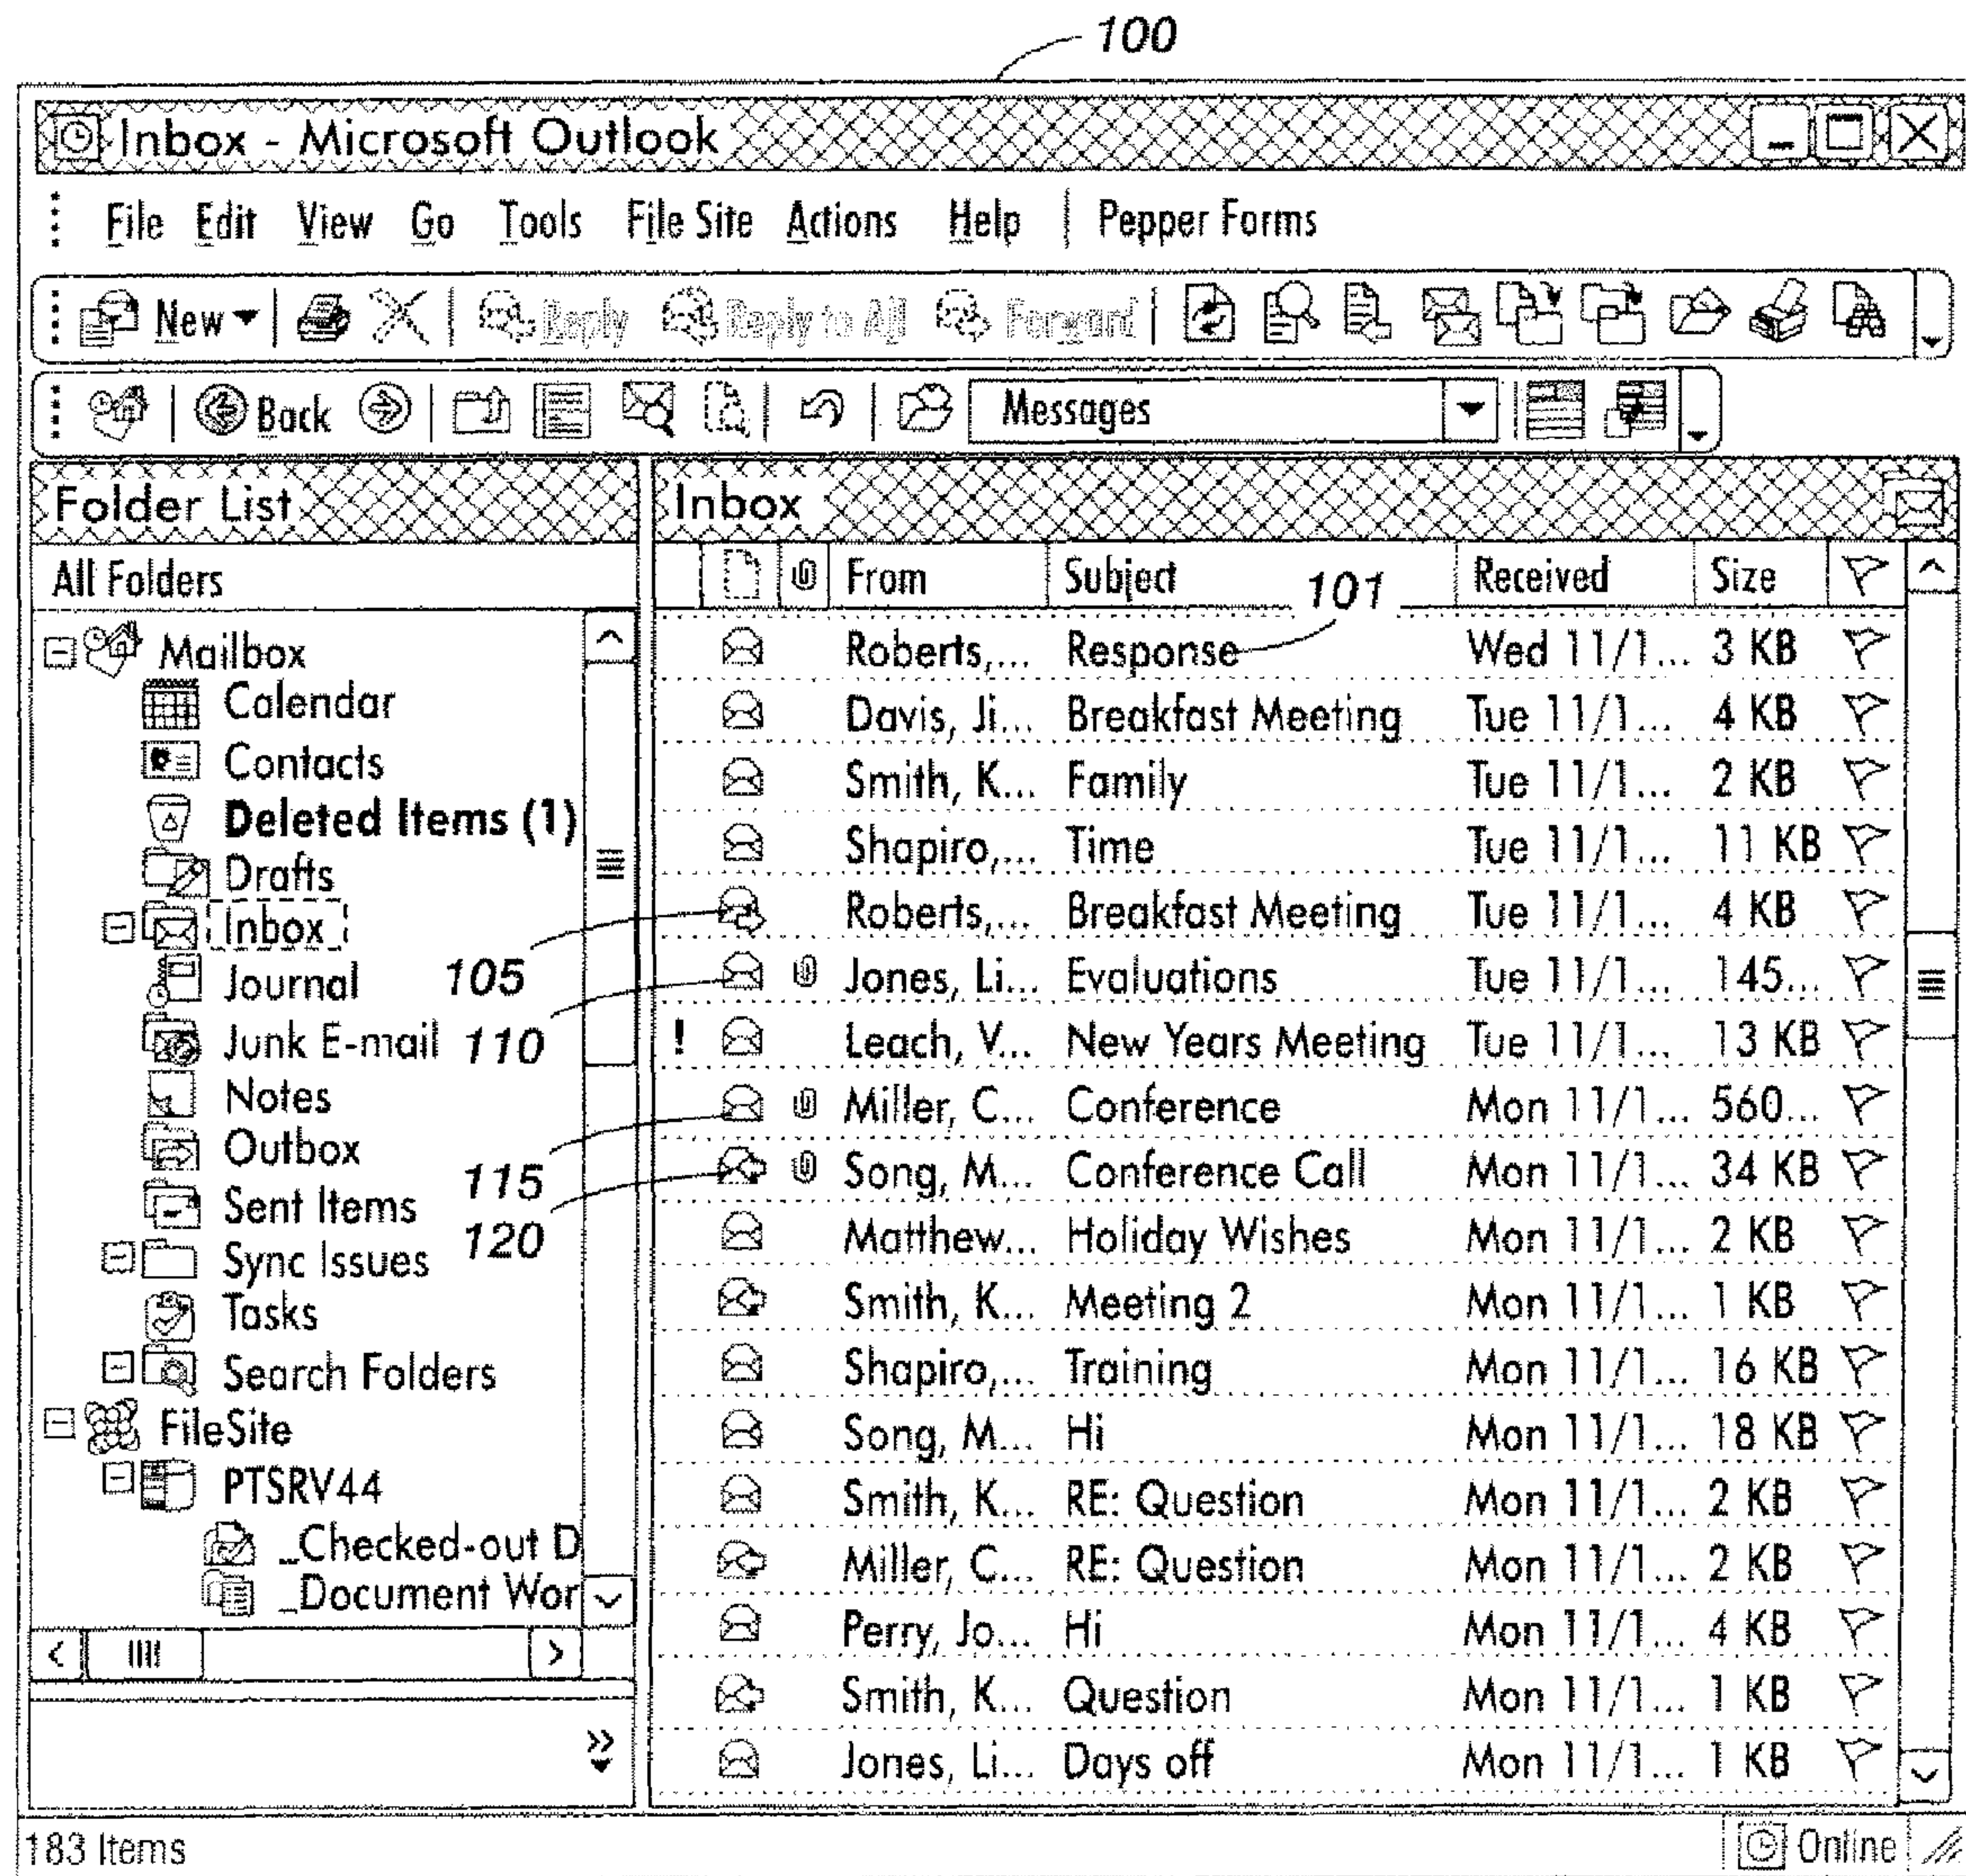 100
Inbox - Microsoft Outlook
File Edit View Go Tools File Site Actions Help | Pepper Forms
New Reply Reply to All Forward
Back Messages
Folder List
All Folders
Mailbox
Calendar
Contacts
Deleted Items (1)
Drafts
Inbox
Journal
Junk E-mail
Notes
Outbox
Sent Items
Sync Issues
Tasks
Search Folders
FileSite
PTSRV44
_Checked-out D
_Document Wor
105
110
115
120
Inbox
From Subject Received Size
101
Roberts,... Response Wed 11/1... 3 KB
Davis, Ji... Breakfast Meeting Tue 11/1... 4 KB
Smith, K... Family Tue 11/1... 2 KB
Shapiro,... Time Tue 11/1... 11 KB
Roberts,... Breakfast Meeting Tue 11/1... 4 KB
Jones, Li... Evaluations Tue 11/1... 145...
! Leach, V... New Years Meeting Tue 11/1... 13 KB
Miller, C... Conference Mon 11/1... 560...
Song, M... Conference Call Mon 11/1... 34 KB
Matthew... Holiday Wishes Mon 11/1... 2 KB
Smith, K... Meeting 2 Mon 11/1... 1 KB
Shapiro,... Training Mon 11/1... 16 KB
Song, M... Hi Mon 11/1... 18 KB
Smith, K... RE: Question Mon 11/1... 2 KB
Miller, C... RE: Question Mon 11/1... 2 KB
Perry, Jo... Hi Mon 11/1... 4 KB
Smith, K... Question Mon 11/1... 1 KB
Jones, Li... Days off Mon 11/1... 1 KB
183 Items
Online